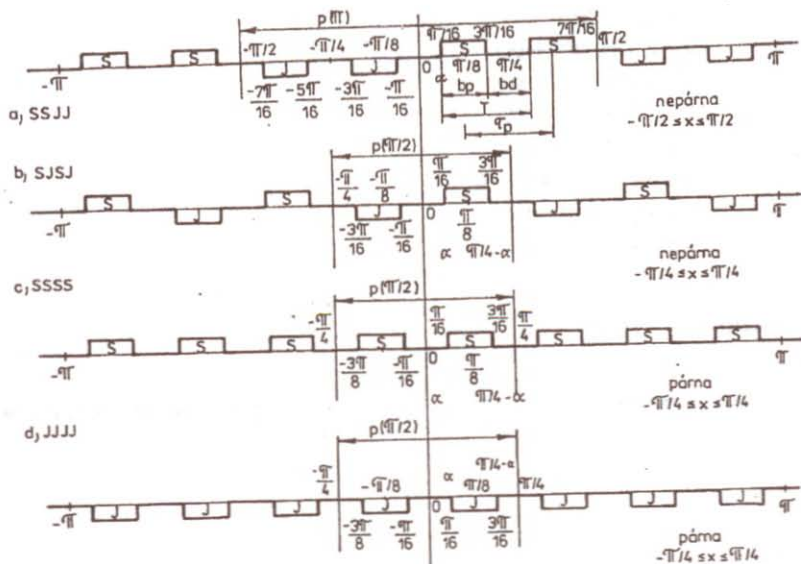 p(π)
-π/2 -π/4 -π/8 π/16 3π/16 7π/16 π/2
S S J J S S J J
-π 0 α π/8 π/4 π
bp bd
-7π/16 -5π/16 -3π/16 -π/16
T
τp
a, SSJJ
nepárna
-π/2 ≤ x ≤ π/2
p(π/2)
b, SJSJ
-π/4 -π/8 π/16 3π/16
S J S J S J S J
-π 0 π/8 π
-3π/16 -π/16
α π/4-α
nepárna
-π/4 ≤ x ≤ π/4
c, SSSS
p(π/2)
-π/4 π/16 3π/16 π/4
S S S S S S S S
-π 0 π/8 π
-3π/8 -π/16
α π/4-α
párna
-π/4 ≤ x ≤ π/4
d, JJJJ
p(π/2)
-π/4 -π/8 α π/8 π/4-α π/4
J J J J J J J J
-π 0 π
-3π/8 -π/16 π/16 3π/16
párna
-π/4 ≤ x ≤ π/4